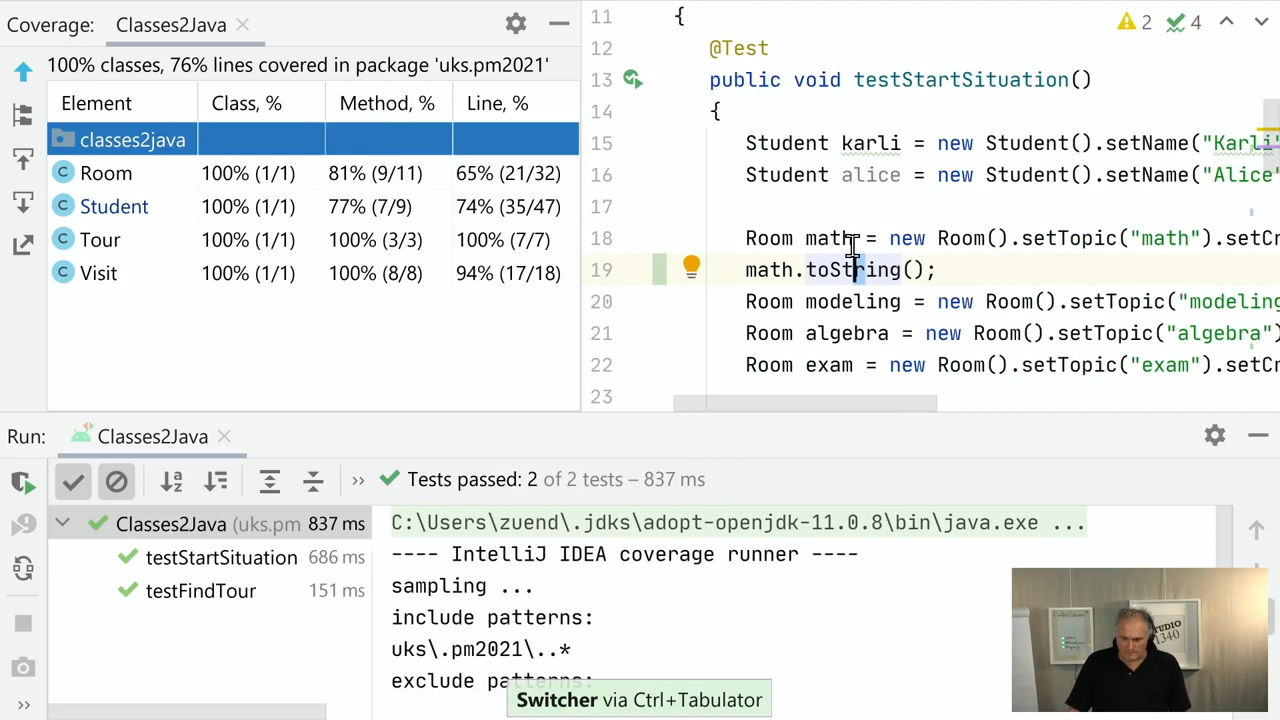 Coverage: Classes2Java
100% classes, 76% lines covered in package 'uks.pm2021'
Element Class, % Method, % Line, %
classes2java
Room 100% (1/1) 81% (9/11) 65% (21/32)
Student 100% (1/1) 77% (7/9) 74% (35/47)
Tour 100% (1/1) 100% (3/3) 100% (7/7)
Visit 100% (1/1) 100% (8/8) 94% (17/18)
2 4
11 {
12 @Test
13 public void testStartSituation()
14 {
15 Student karli = new Student().setName("Karli"
16 Student alice = new Student().setName("Alice"
17
18 Room math = new Room().setTopic("math").setCr
19 math.toString();
20 Room modeling = new Room().setTopic("modeling
21 Room algebra = new Room().setTopic("algebra")
22 Room exam = new Room().setTopic("exam").setCr
23
Run: Classes2Java
>> Tests passed: 2 of 2 tests – 837 ms
Classes2Java (uks.pm 837 ms
testStartSituation 686 ms
testFindTour 151 ms
C:\Users\zuend\.jdks\adopt-openjdk-11.0.8\bin\java.exe ...
---- IntelliJ IDEA coverage runner ----
sampling ...
include patterns:
uks\.pm2021\..*
exclude patterns:
Switcher via Ctrl+Tabulator
STUDIO
1340